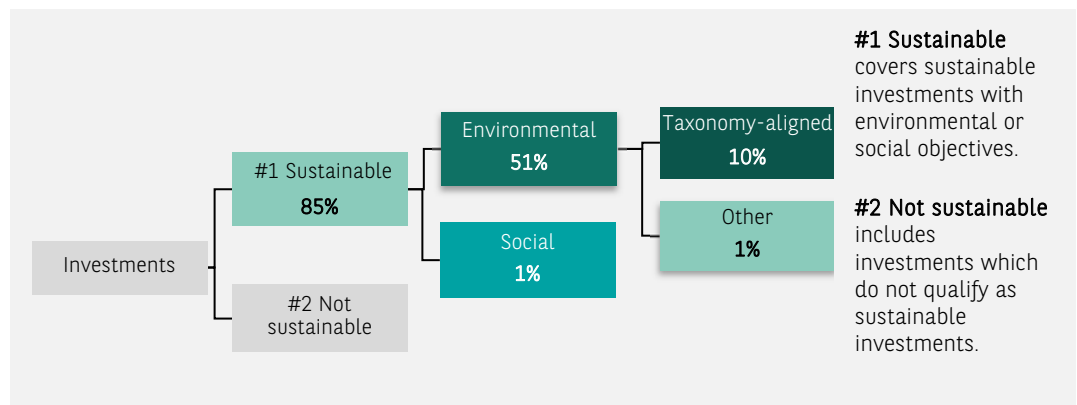 Investments
#1 Sustainable
85%
#2 Not
sustainable
Environmental
51%
Social
1%
Taxonomy-aligned
10%
Other
1%
#1 Sustainable
covers sustainable
investments with
environmental or
social objectives.
#2 Not sustainable
includes
investments which
do not qualify as
sustainable
investments.